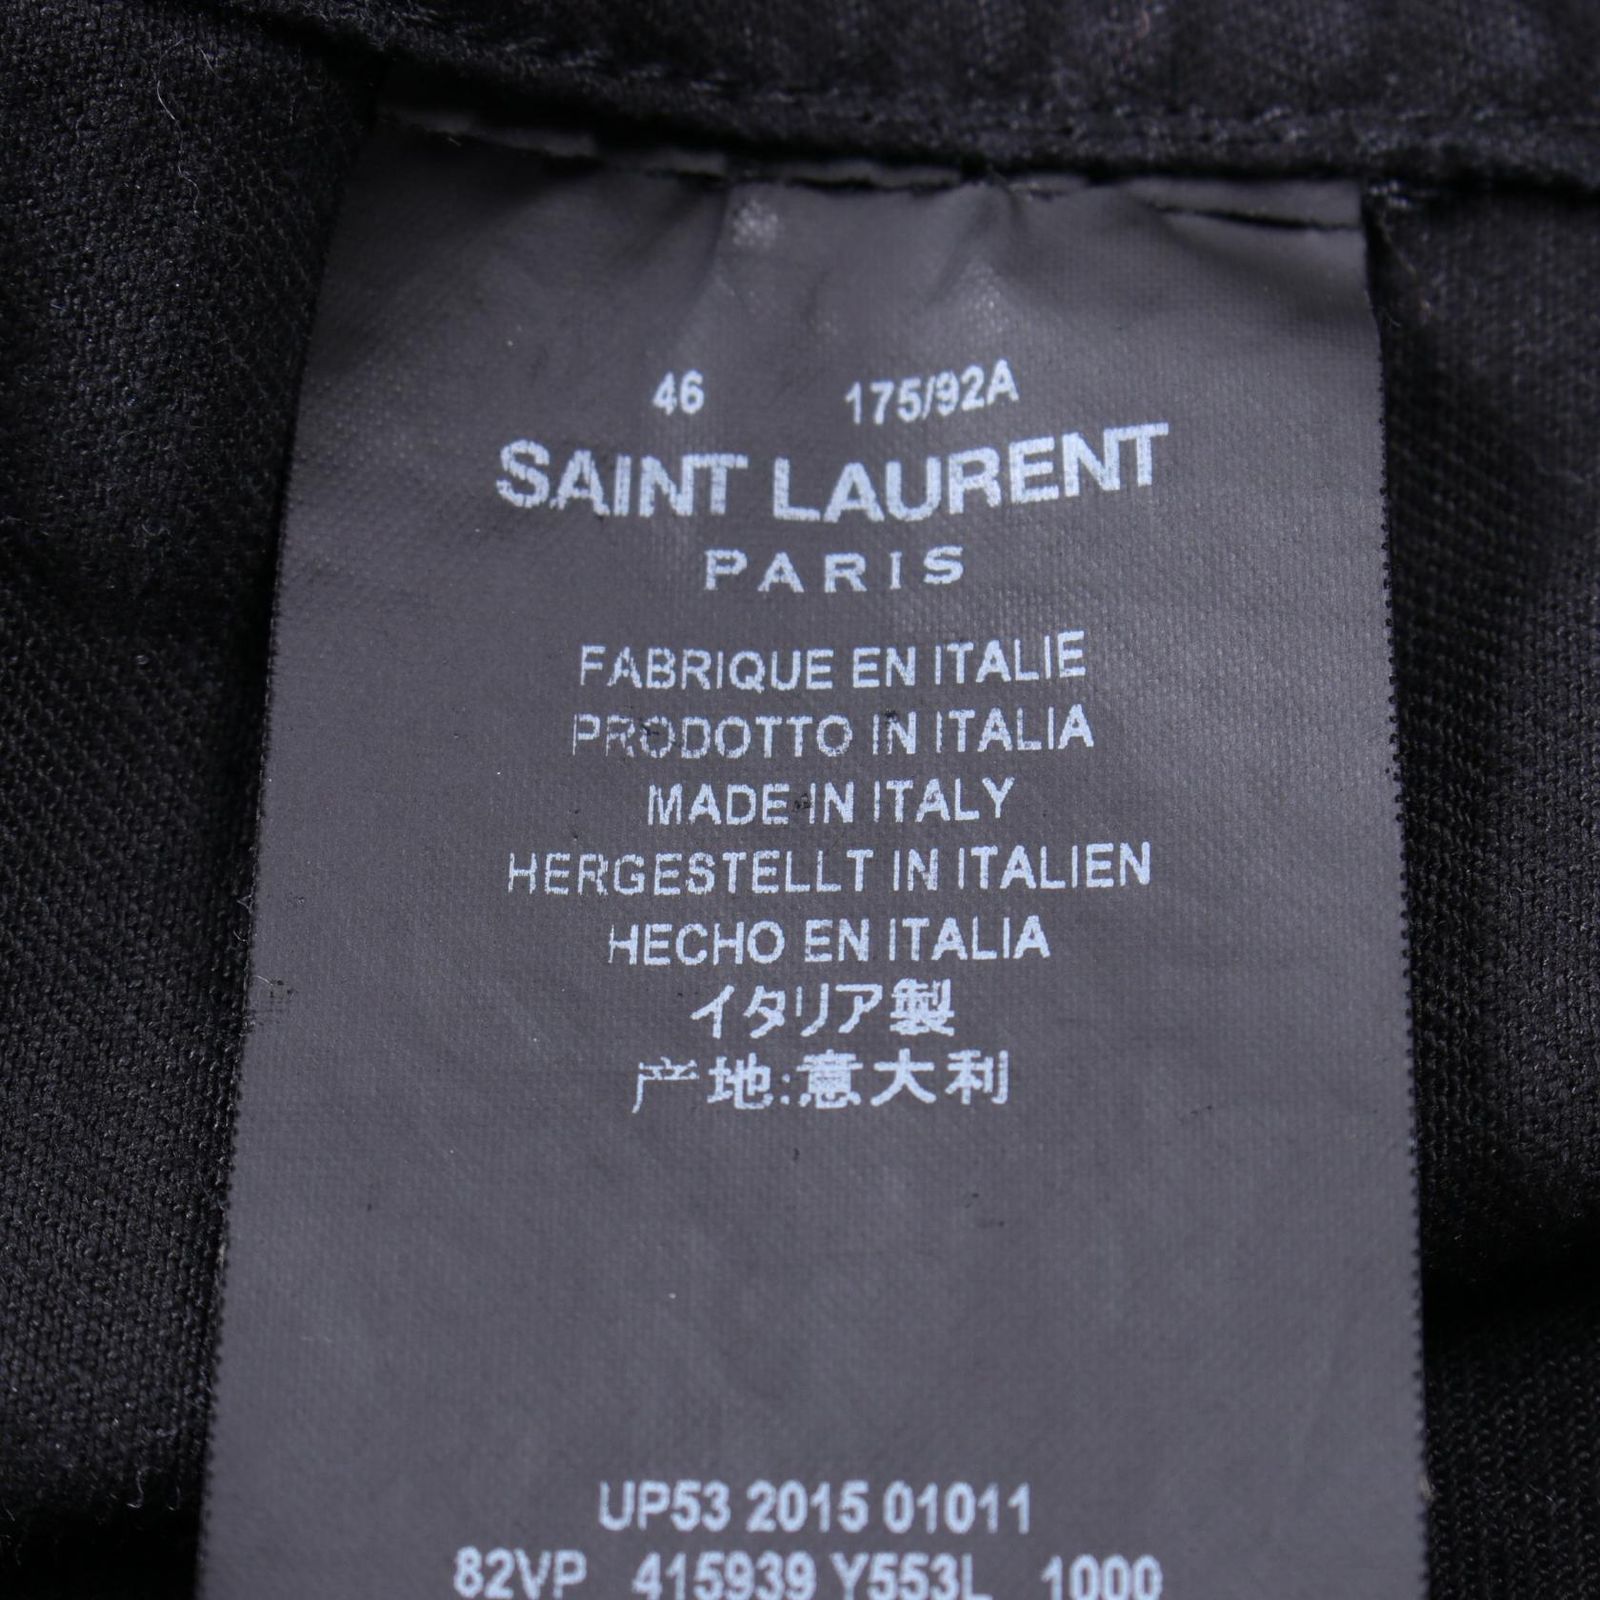 46 175/92A
SAINT LAURENT
PARIS
FABRIQUE EN ITALIE
PRODOTTO IN ITALIA
MADE IN ITALY
HERGESTELLT IN ITALIEN
HECHO EN ITALIA
イタリア製
产地:意大利
UP53 2015 01011
82VP 415939 Y553L 1000